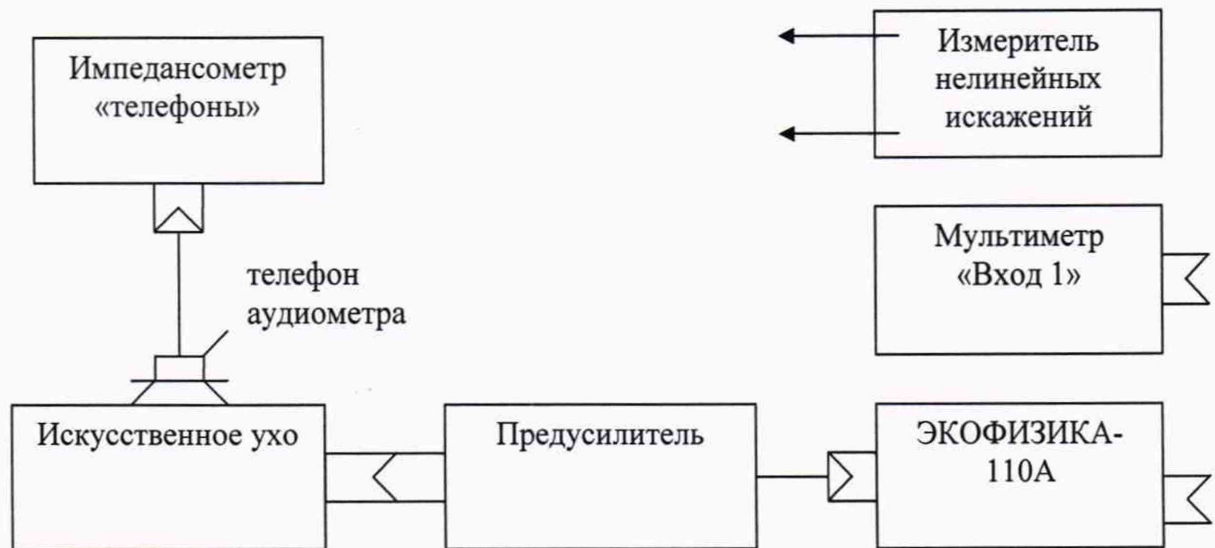 Импедансометр
«телефоны»
Измеритель
нелинейных
искажений
Мультиметр
«Вход 1»
телефон
аудиометра
Искусственное ухо
Предусилитель
ЭКОФИЗИКА-
110А